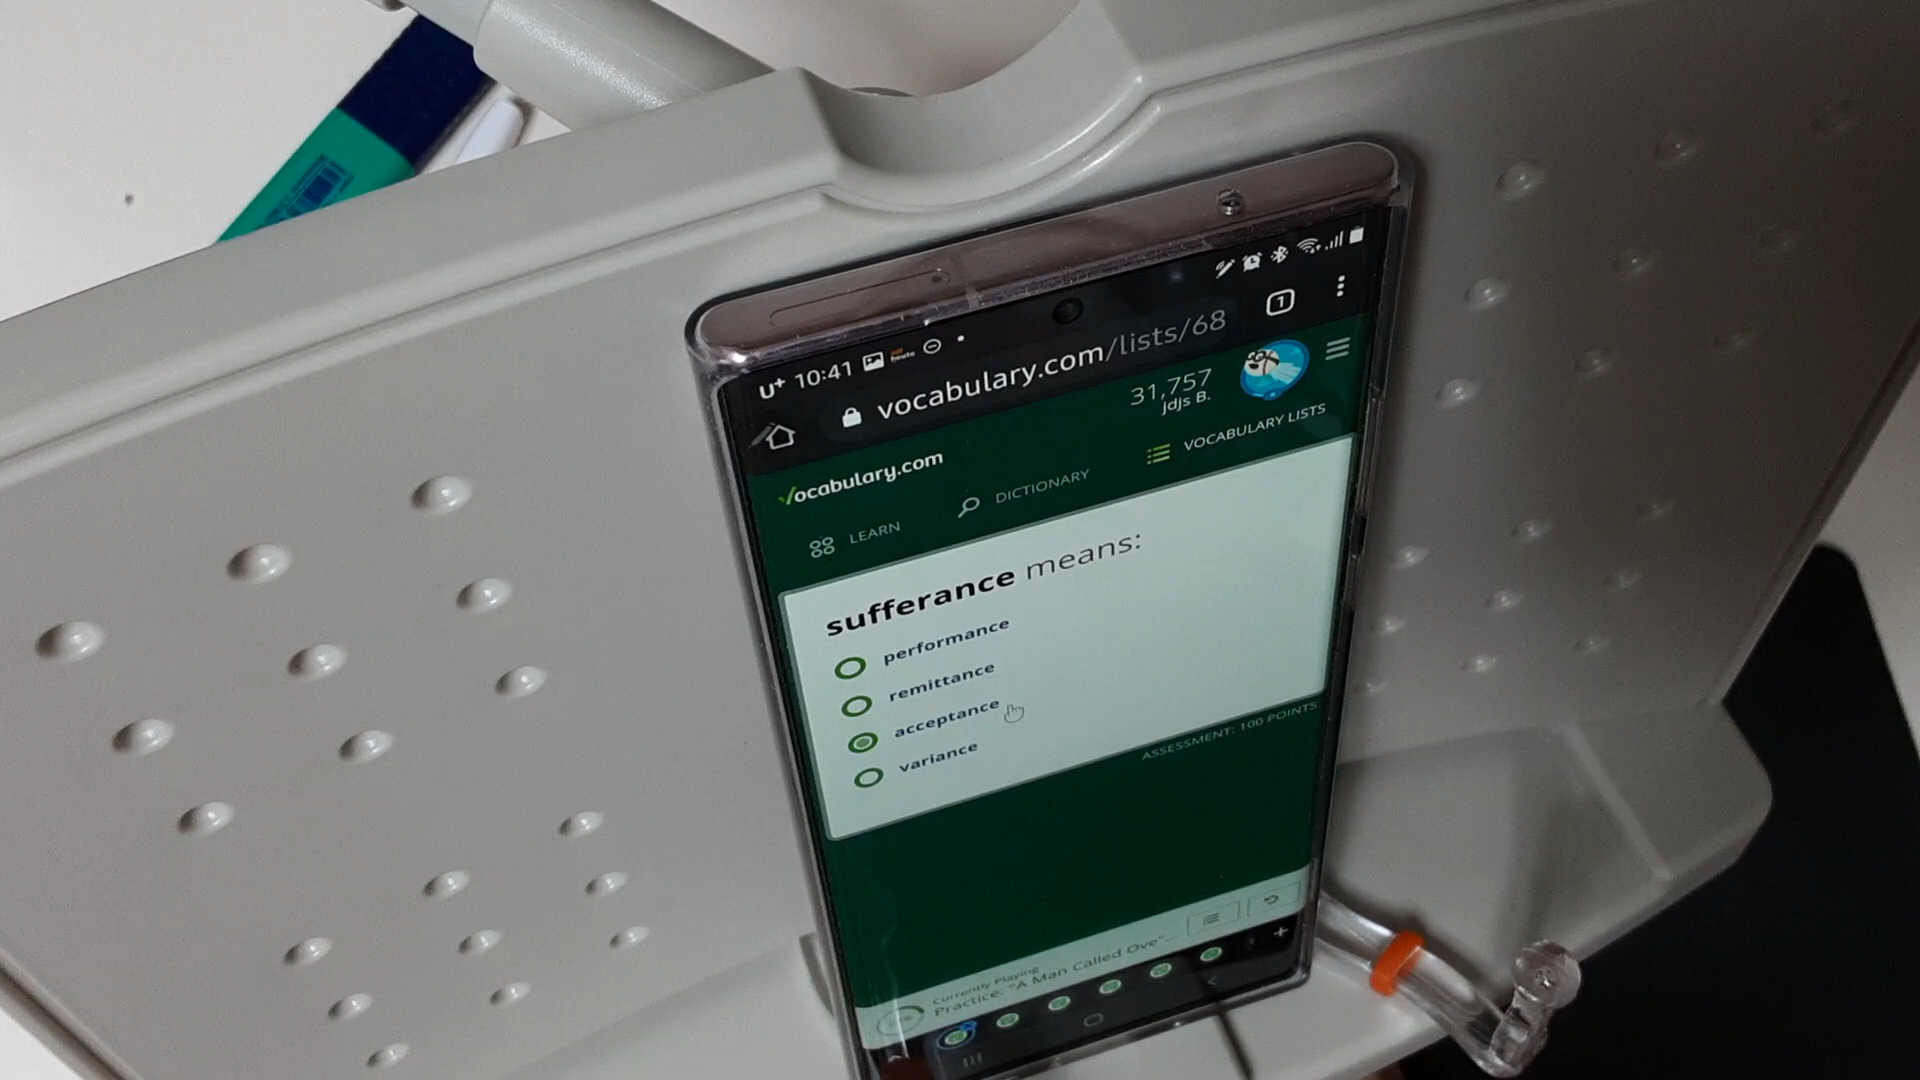 U+ 10:41
1
vocabulary.com/lists/68
31,757
jdjs B.
vocabulary.com
LEARN
DICTIONARY
VOCABULARY LISTS
sufferance means:
performance
remittance
acceptance
variance
ASSESSMENT: 100 POINTS
Currently Playing
Practice: "A Man Called Ove"...